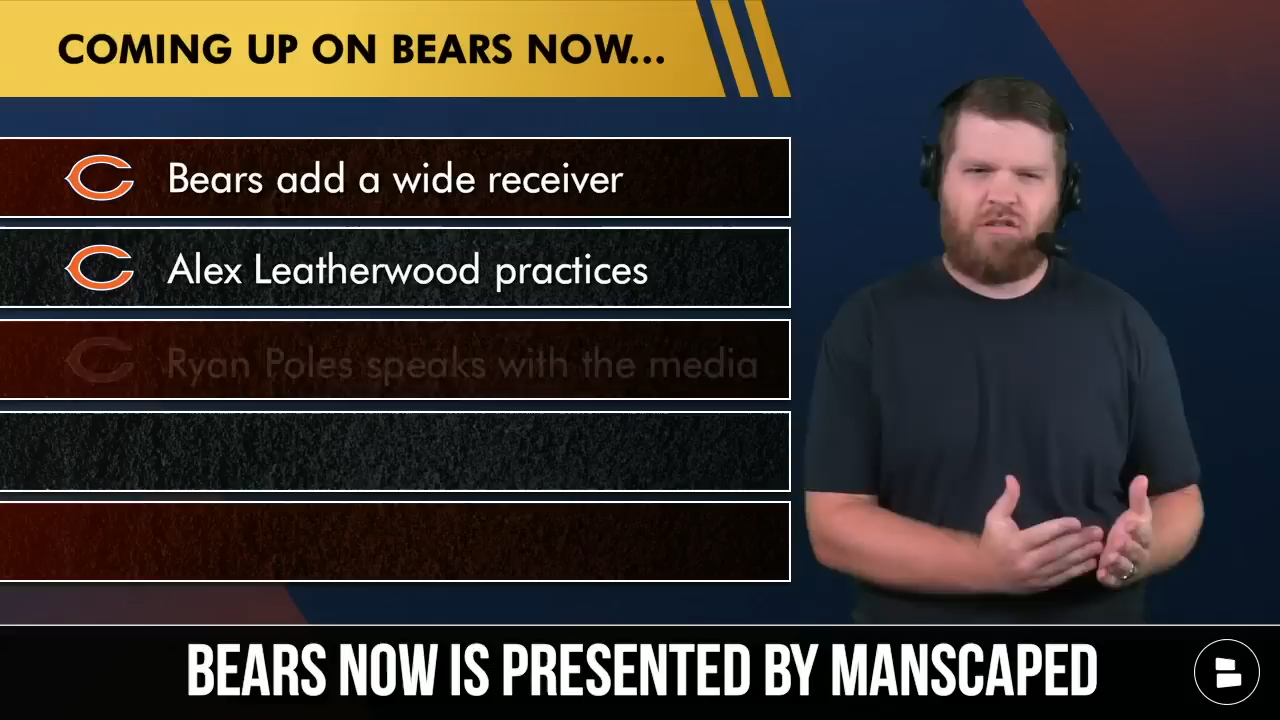 COMING UP ON BEARS NOW...
Bears add a wide receiver
Alex Leatherwood practices
Ryan Poles speaks with the media
BEARS NOW IS PRESENTED BY MANSCAPED